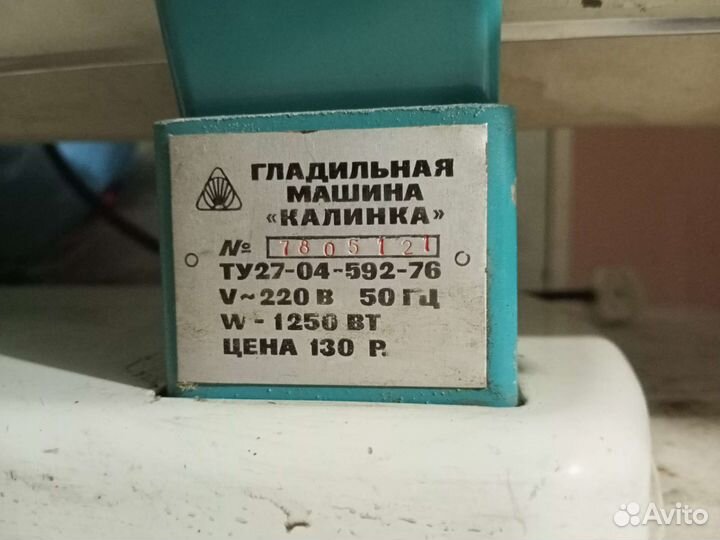 ГЛАДИЛЬНАЯ
МАШИНА
«КАЛИНКА»
№ 7805121
ТУ27-04-592-76
V~220 В 50 ГЦ
W-1250 ВТ
ЦЕНА 130 Р.
Avito